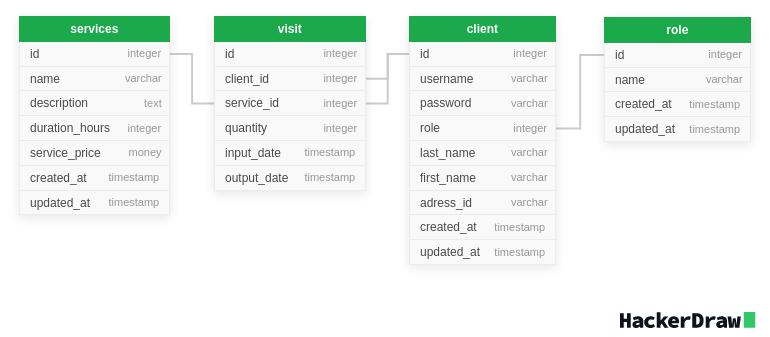 services
id integer
name varchar
description text
duration_hours integer
service_price money
created_at timestamp
updated_at timestamp
visit
id integer
client_id integer
service_id integer
quantity integer
input_date timestamp
output_date timestamp
client
id integer
username varchar
password varchar
role integer
last_name varchar
first_name varchar
adress_id varchar
created_at timestamp
updated_at timestamp
role
id integer
name varchar
created_at timestamp
updated_at timestamp
HackerDraw